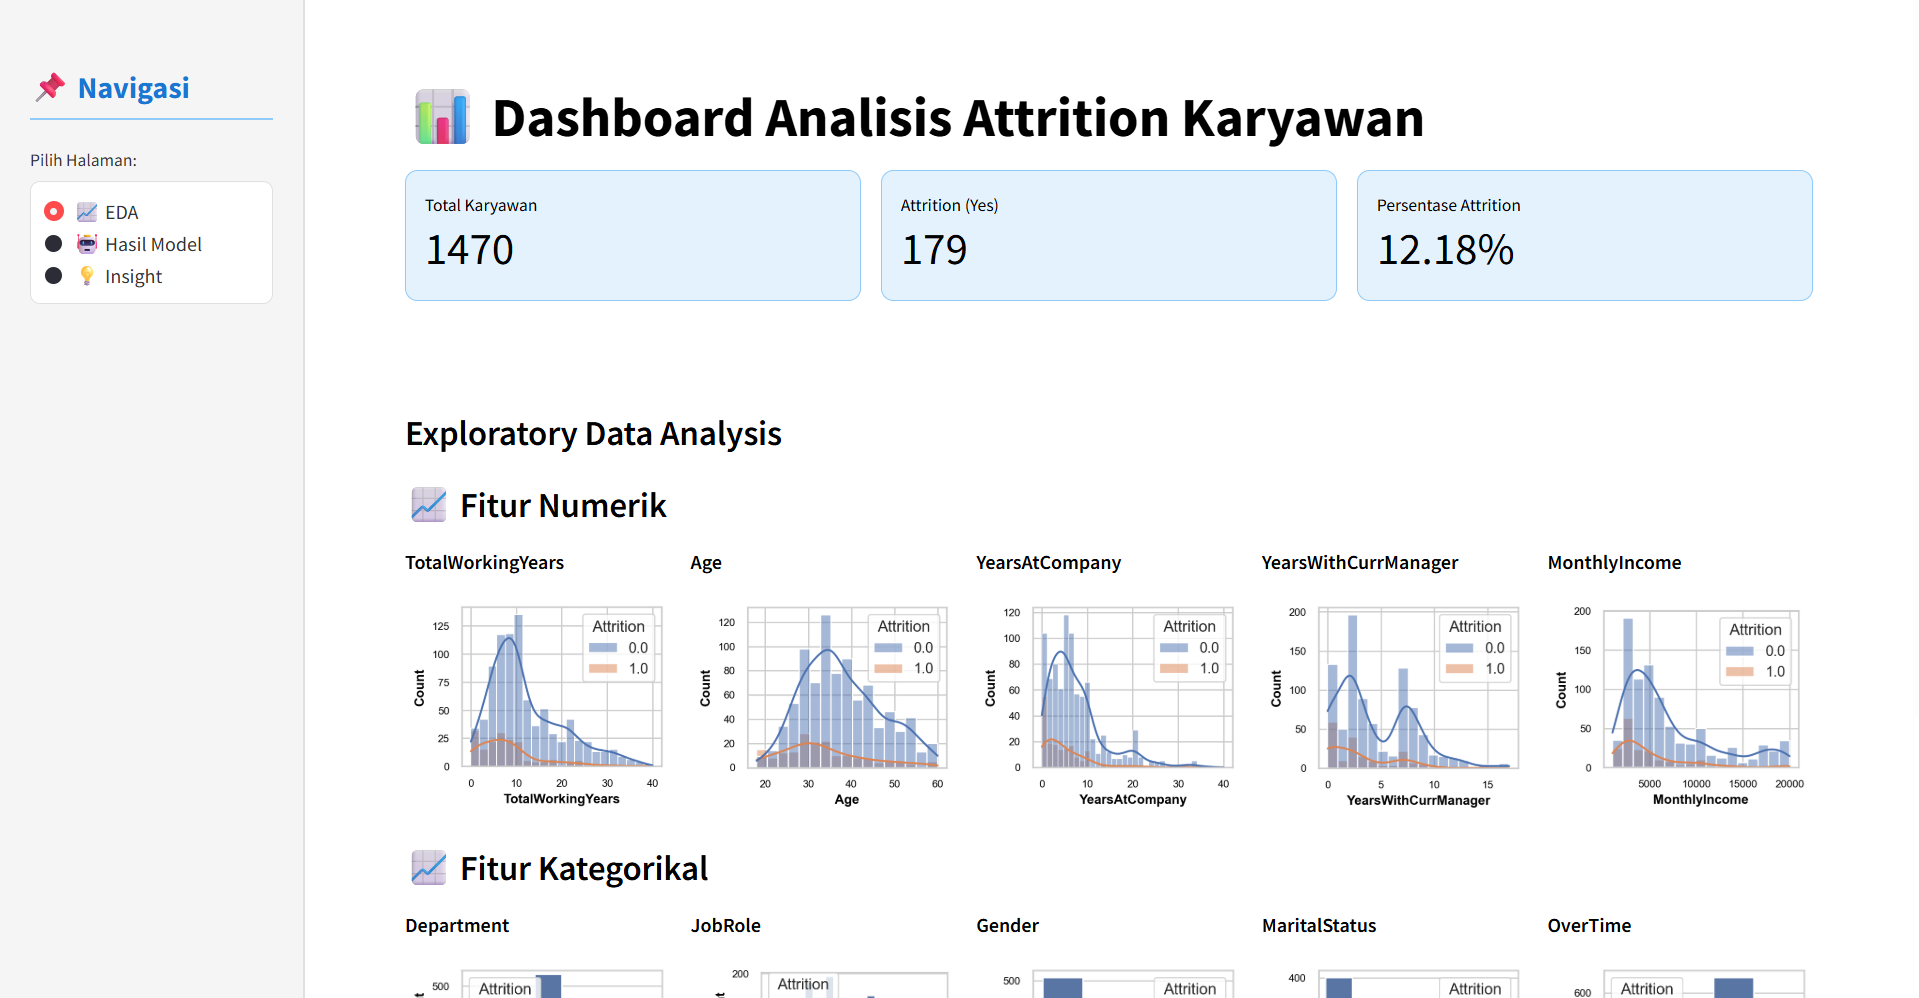 Navigasi
Pilih Halaman:
EDA
Hasil Model
Insight
Dashboard Analisis Attrition Karyawan
Total Karyawan
1470
Attrition (Yes)
179
Persentase Attrition
12.18%
Exploratory Data Analysis
Fitur Numerik
TotalWorkingYears
Age
YearsAtCompany
YearsWithCurrManager
MonthlyIncome
Count
125
100
75
50
25
0
Attrition
0.0
1.0
0 10 20 30 40
TotalWorkingYears
Count
120
100
80
60
40
20
0
Attrition
0.0
1.0
20 30 40 50 60
Age
Count
120
100
80
60
40
20
0
Attrition
0.0
1.0
0 10 20 30 40
YearsAtCompany
Count
200
150
100
50
0
Attrition
0.0
1.0
0 5 10 15
YearsWithCurrManager
Count
200
150
100
50
0
Attrition
0.0
1.0
5000 10000 15000 20000
MonthlyIncome
Fitur Kategorikal
Department
JobRole
Gender
MaritalStatus
OverTime
500
Attrition
200
Attrition
500
Attrition
400
Attrition
600
Attrition